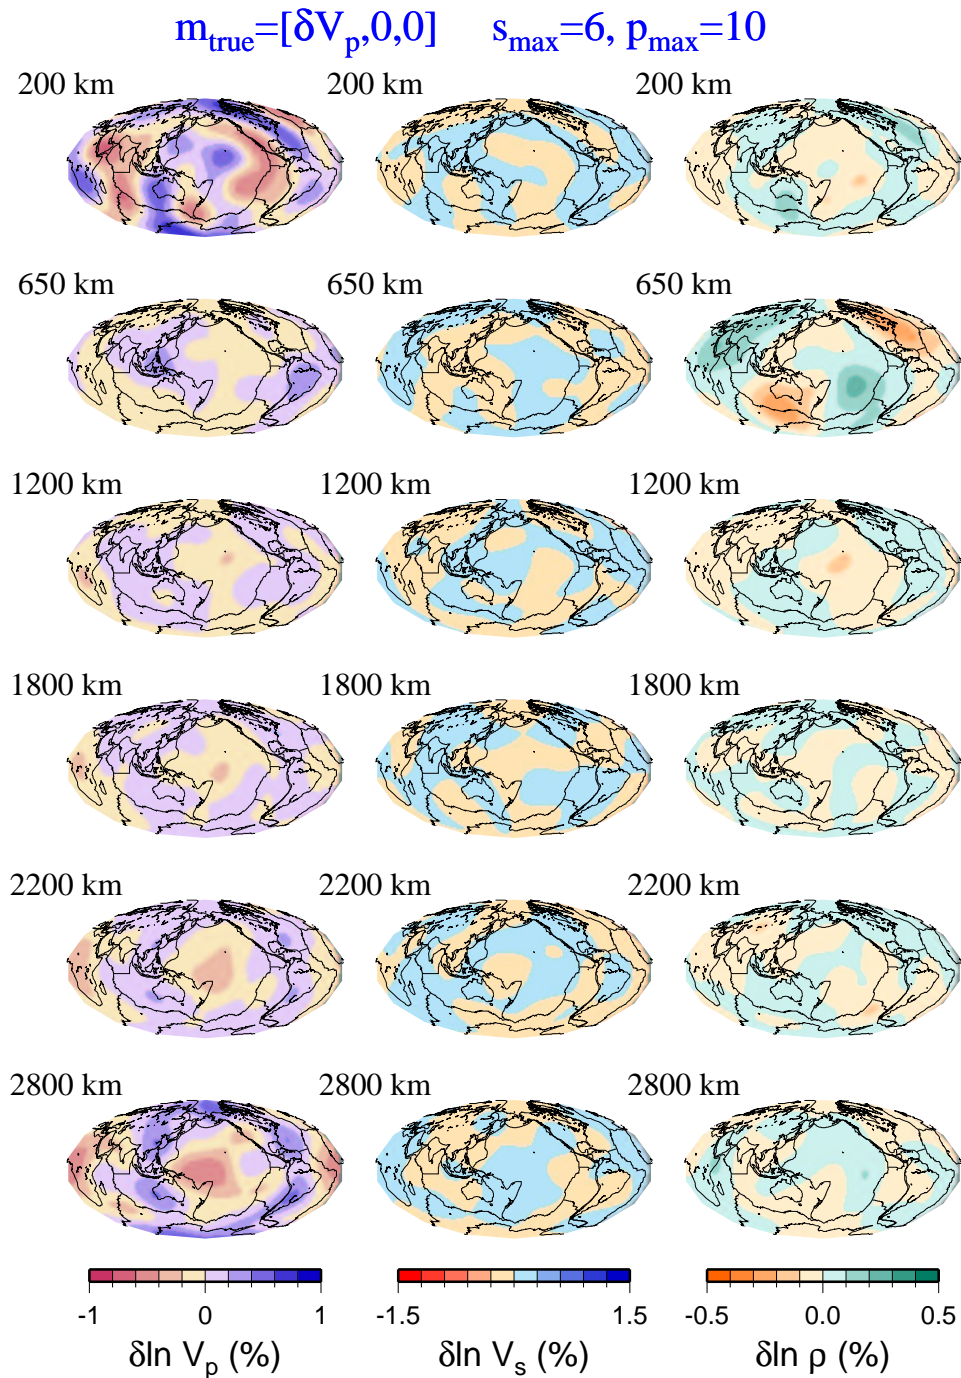 m_true=[δV_p,0,0] s_max=6, p_max=10
200 km 200 km 200 km
650 km 650 km 650 km
1200 km 1200 km 1200 km
1800 km 1800 km 1800 km
2200 km 2200 km 2200 km
2800 km 2800 km 2800 km
-1 0 1 -1.5 1.5 -0.5 0.0 0.5
δln V_p (%) δln V_s (%) δln ρ (%)